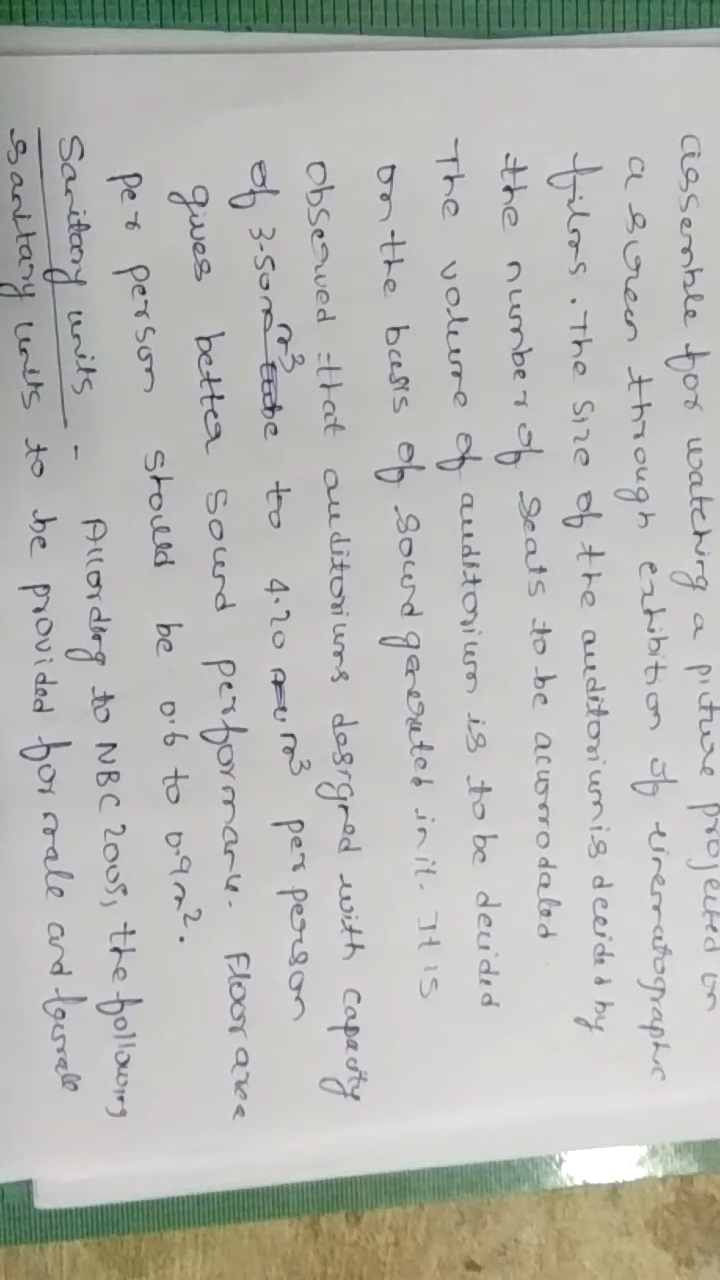 assemble for watching a picture projected on
a screen through exhibition of cinematographic
films. The size of the auditorium is decided by
the number of seats to be accomodated.
The volume of auditorium is to be decided
on the basis of sound generated in it. It is
observed that auditoriums designed with capacity
of 3.50 m³ to 4.20 m³ per person
gives better sound performance. Floor area
per person should be 0.6 to 0.9 m².
Sanitary units - According to NBC 2005, the following
sanitary units to be provided for male and female